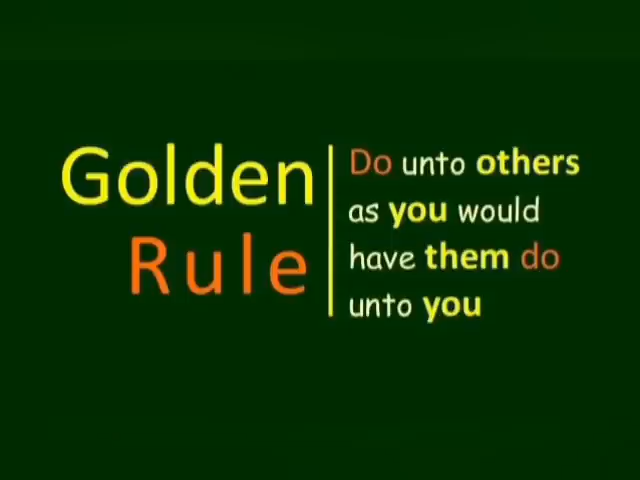 Golden
Rule
Do unto others
as you would
have them do
unto you